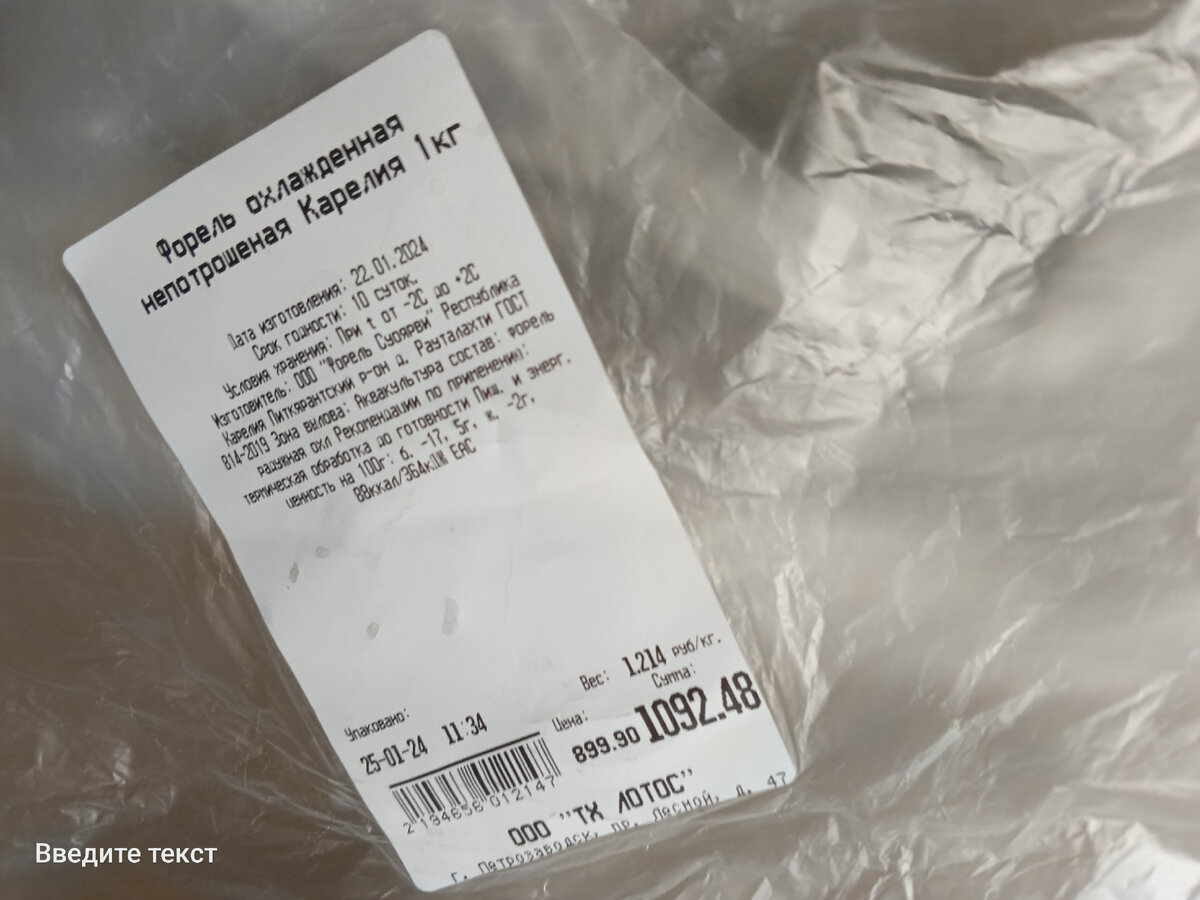 Форель охлажденная
непотрошеная Карелия 1кг
Дата изготовления: 22.01.2024
Срок годности: 10 суток.
Условия хранения: При t от -2С до +2С
Изготовитель: ООО "Форель Суоярви" Республика
Карелия Питкярантский р-он д. Рауталахти ГОСТ
814-2019 Зона вылова: Аквакультура состав: форель
радужная охл Рекомендации по применению:
термическая обработка до готовности Пищ. и энерг.
ценность на 100г: б. -17, 5г, ж. -2г,
88ккал/364кДж ЕАС
Вес: 1.214 руб/кг.
Сумма:
Упаковано:
Цена:
25-01-24 11:34
899.90 1092.48
2 194656 012147
ООО "ТХ ЛОТОС"
г. Петрозаводск, пр. Лесной, д. 47
Введите текст